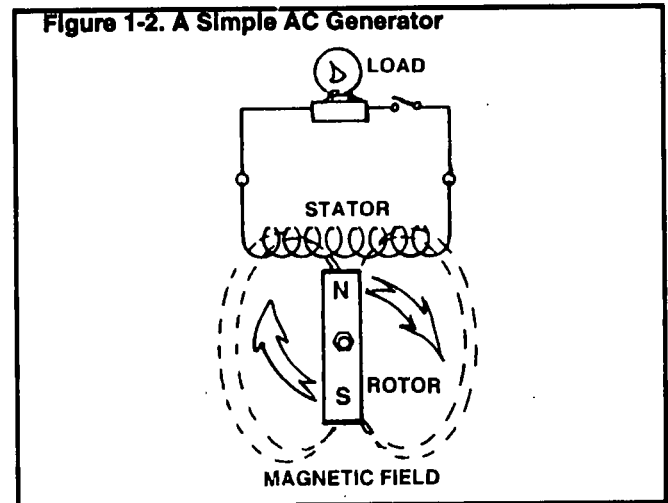 Figure 1-2. A Simple AC Generator
LOAD
STATOR
N
S
ROTOR
MAGNETIC FIELD